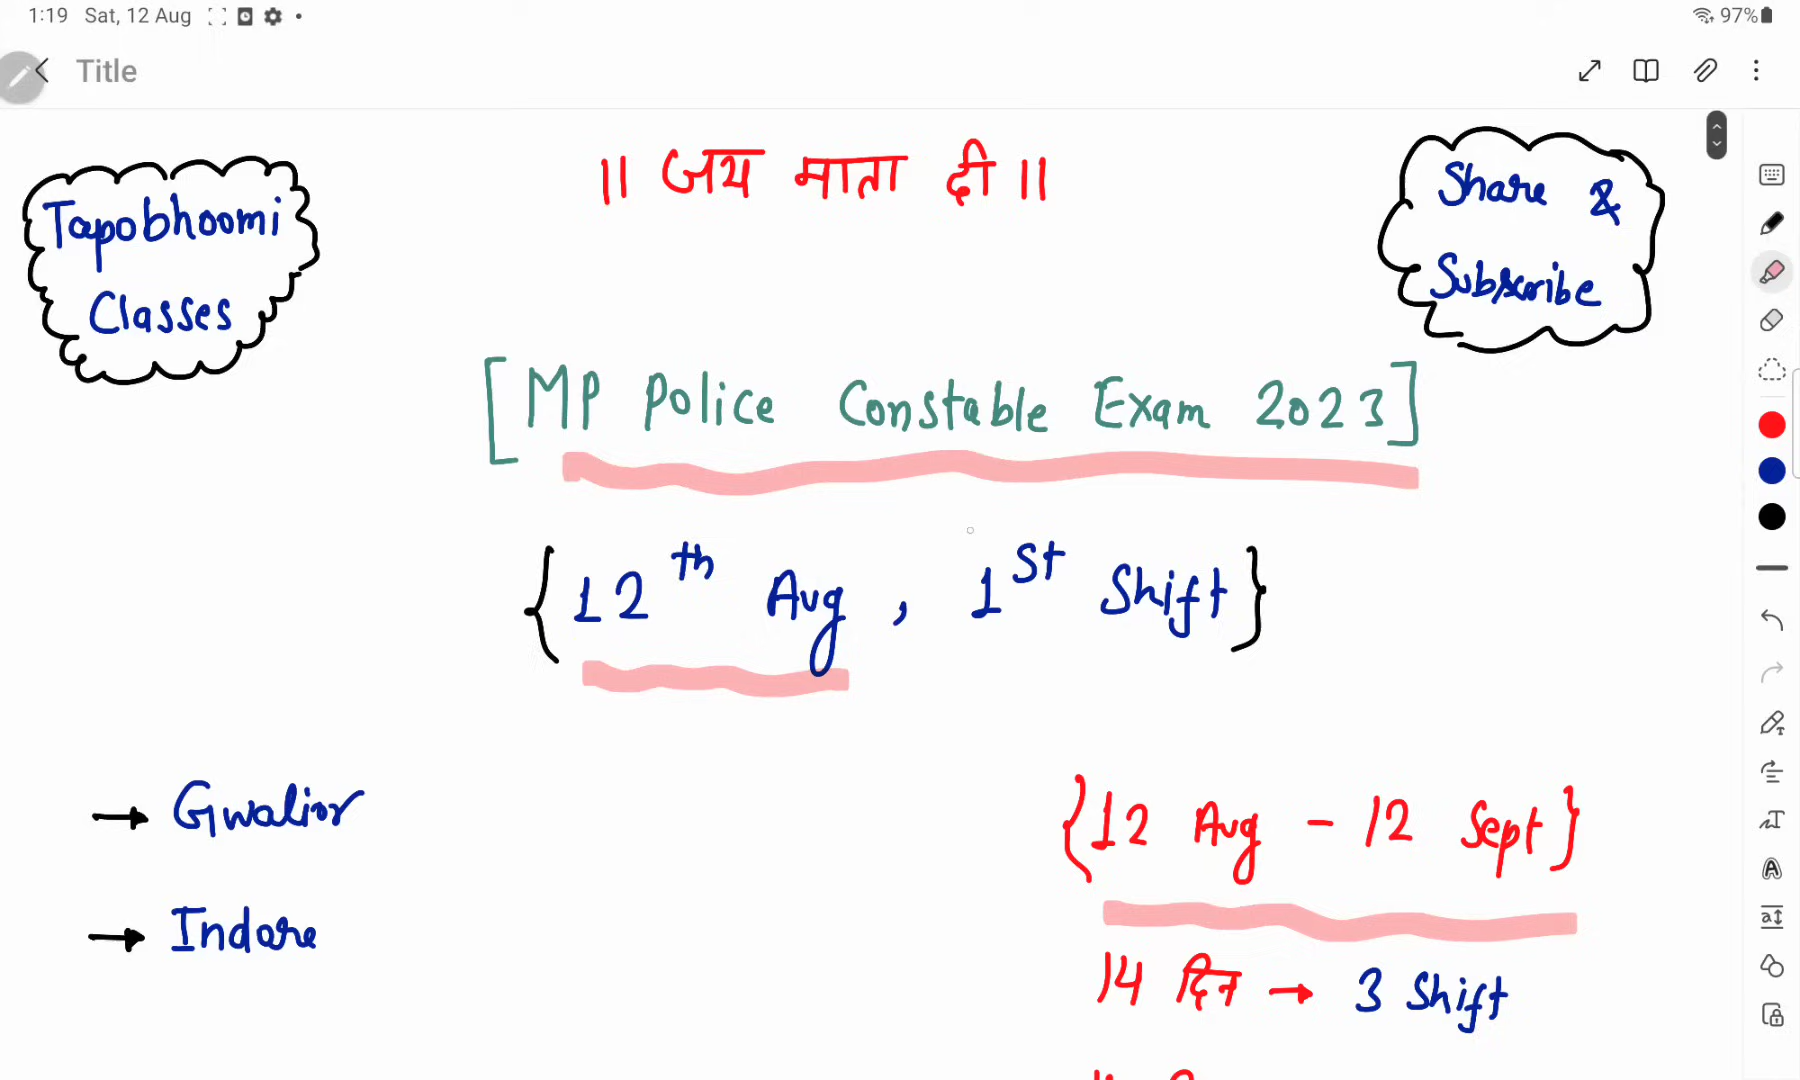 1:19 Sat, 12 Aug
97%
Title
|| जय माता दी ||
Tapobhoomi
Classes
Share &
Subscribe
[MP Police Constable Exam 2023]
{12th Aug, 1st Shift}
→ Gwalior
{12 Aug - 12 Sept}
→ Indore
14 दिन → 3 Shift